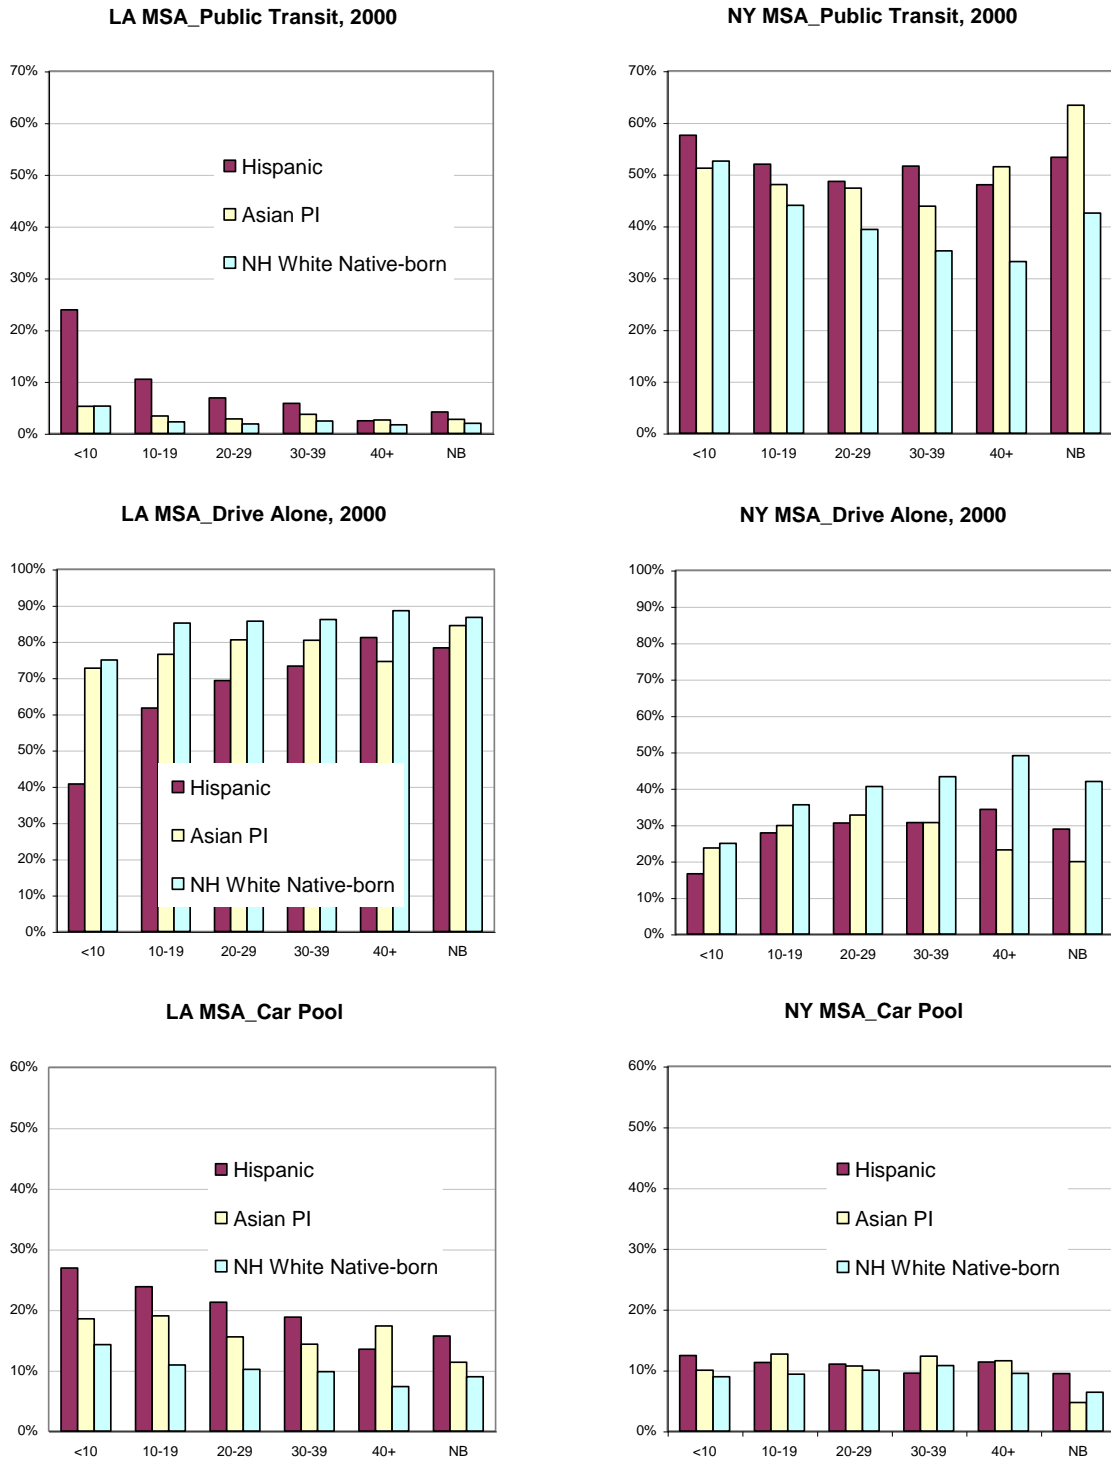 LA MSA_Public Transit, 2000
70%
60%
50%
40%
30%
20%
10%
0%
Hispanic
Asian PI
NH White Native-born
<10 10-19 20-29 30-39 40+ NB
NY MSA_Public Transit, 2000
70%
60%
50%
40%
30%
20%
10%
0%
<10 10-19 20-29 30-39 40+ NB
LA MSA_Drive Alone, 2000
100%
90%
80%
70%
60%
50%
40%
30%
20%
10%
0%
Hispanic
Asian PI
NH White Native-born
<10 10-19 20-29 30-39 40+ NB
NY MSA_Drive Alone, 2000
100%
90%
80%
70%
60%
50%
40%
30%
20%
10%
0%
<10 10-19 20-29 30-39 40+ NB
LA MSA_Car Pool
60%
50%
40%
30%
20%
10%
0%
Hispanic
Asian PI
NH White Native-born
<10 10-19 20-29 30-39 40+ NB
NY MSA_Car Pool
60%
50%
40%
30%
20%
10%
0%
Hispanic
Asian PI
NH White Native-born
<10 10-19 20-29 30-39 40+ NB